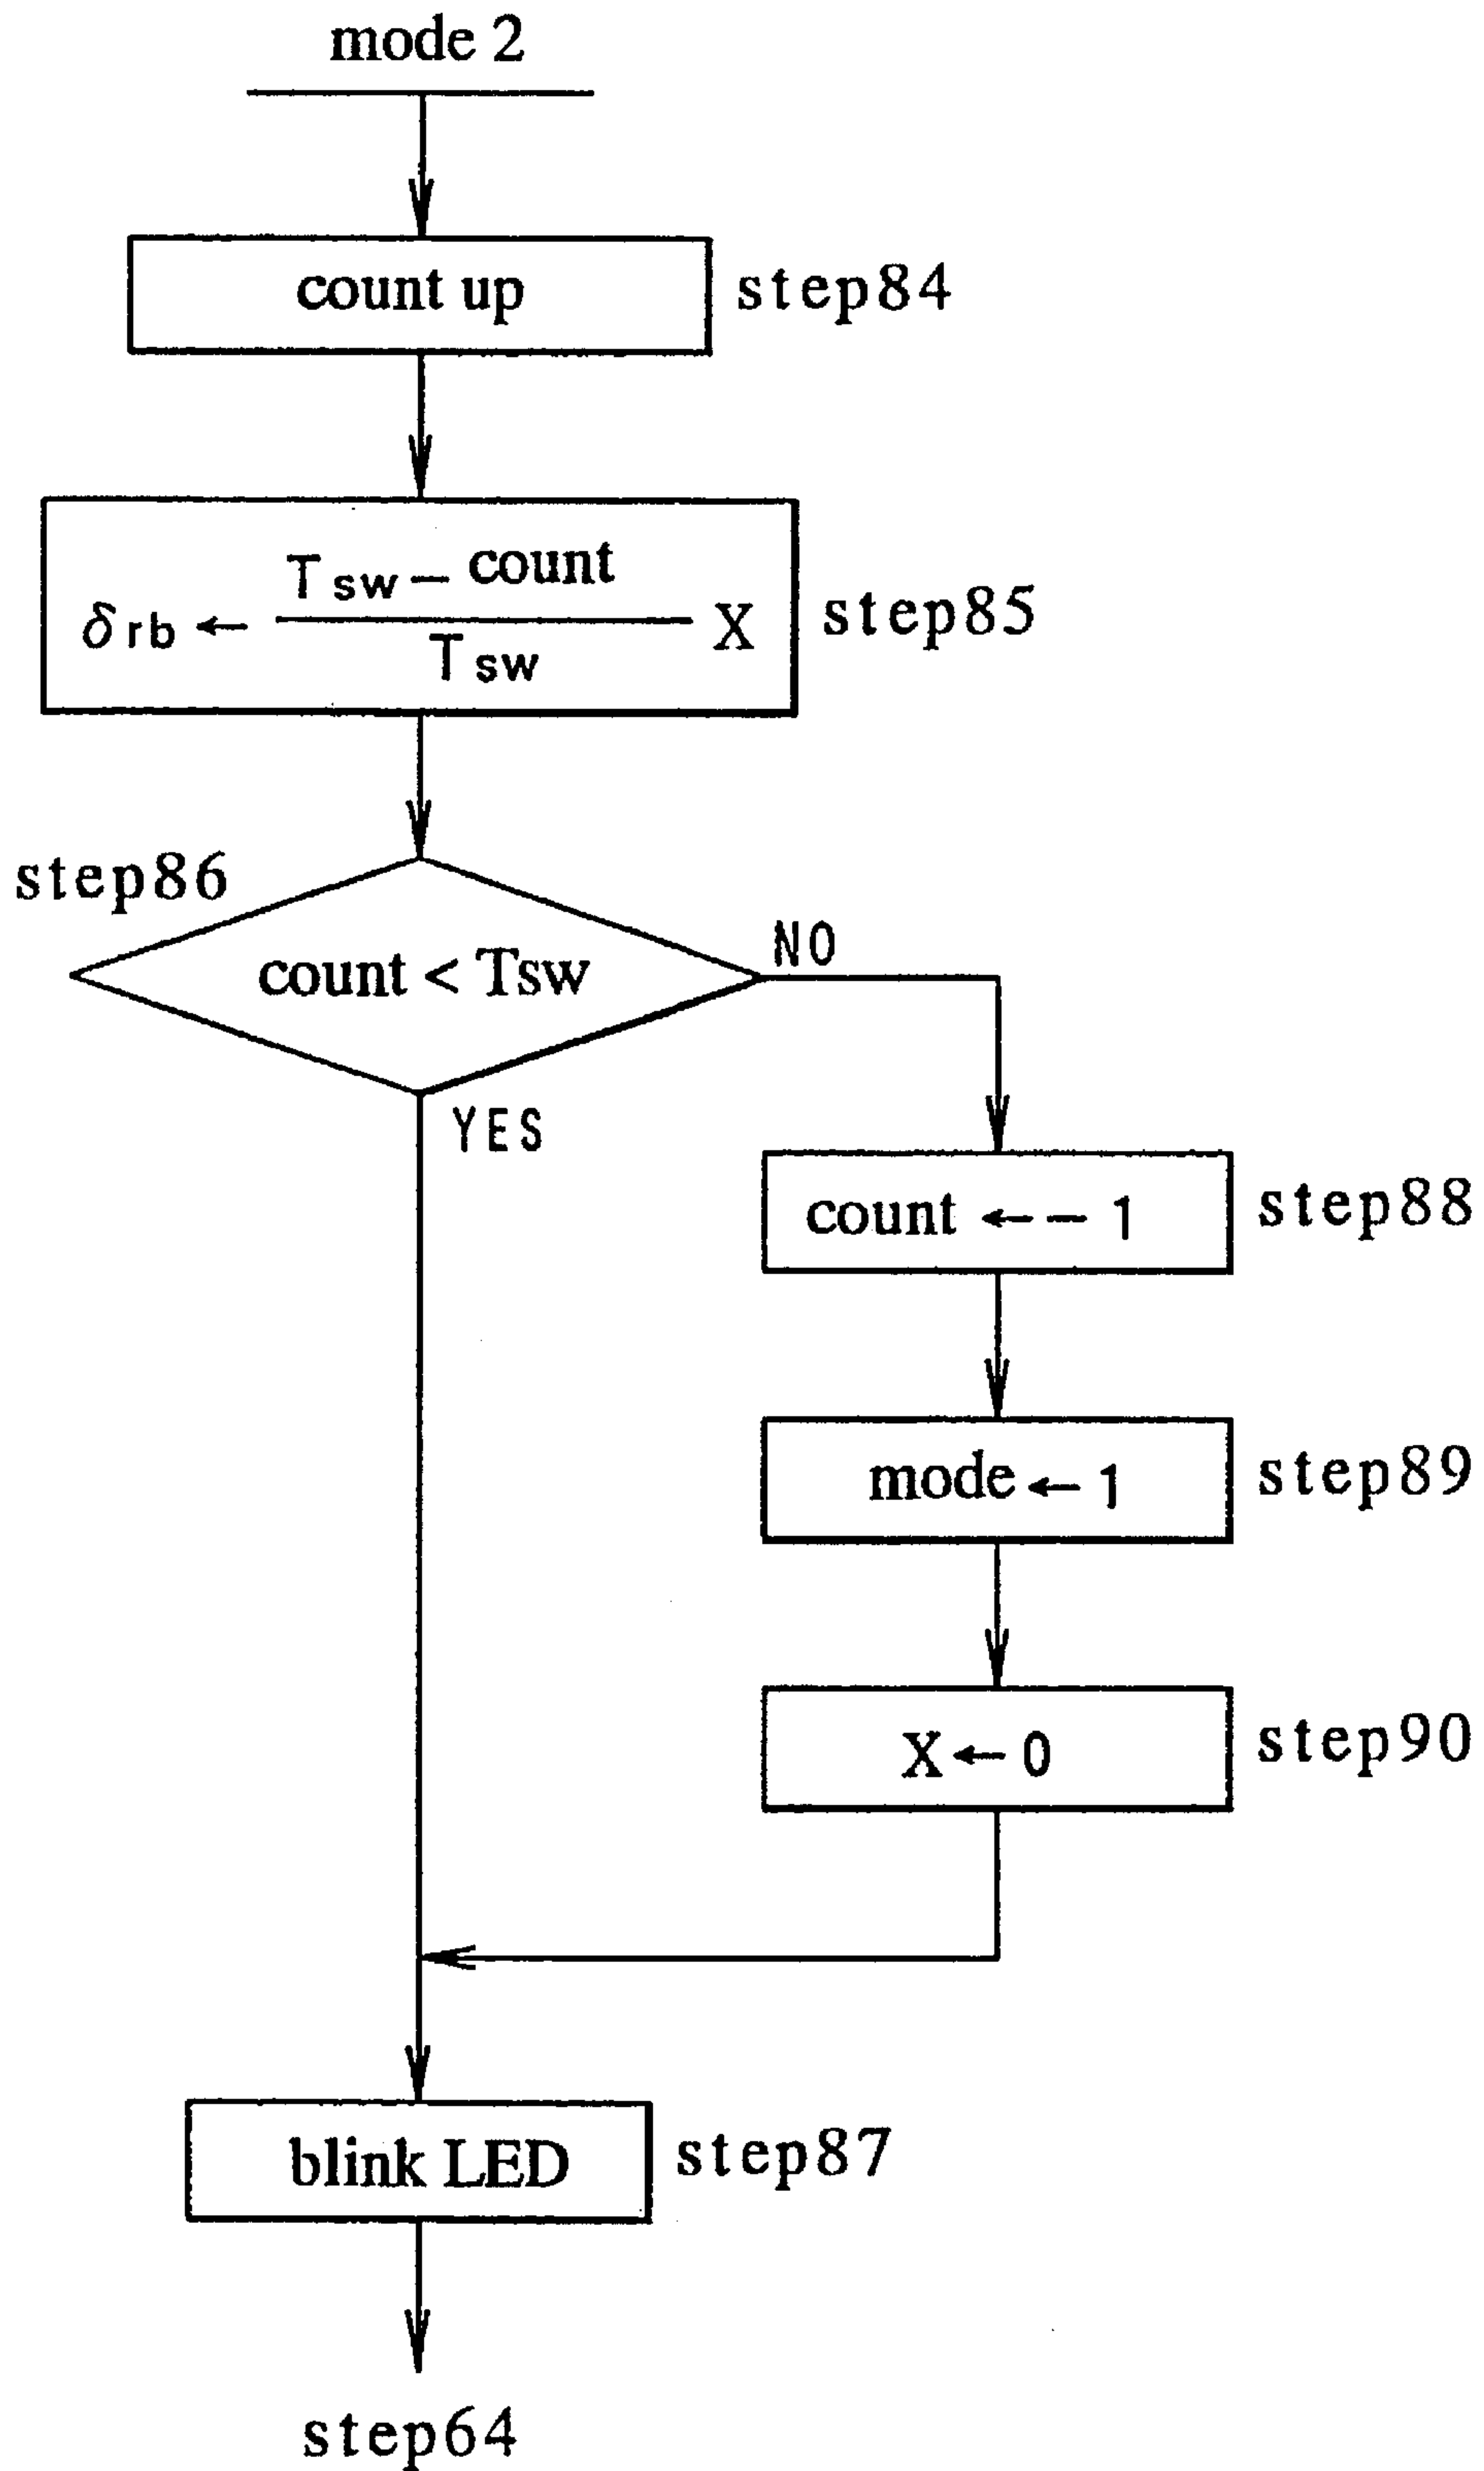 mode 2
count up step84
δrb ← (Tsw − count) / Tsw X step85
step86
count < Tsw
NO
YES
count ←− 1 step88
mode ← 1 step89
X ← 0 step90
blink LED step87
step64